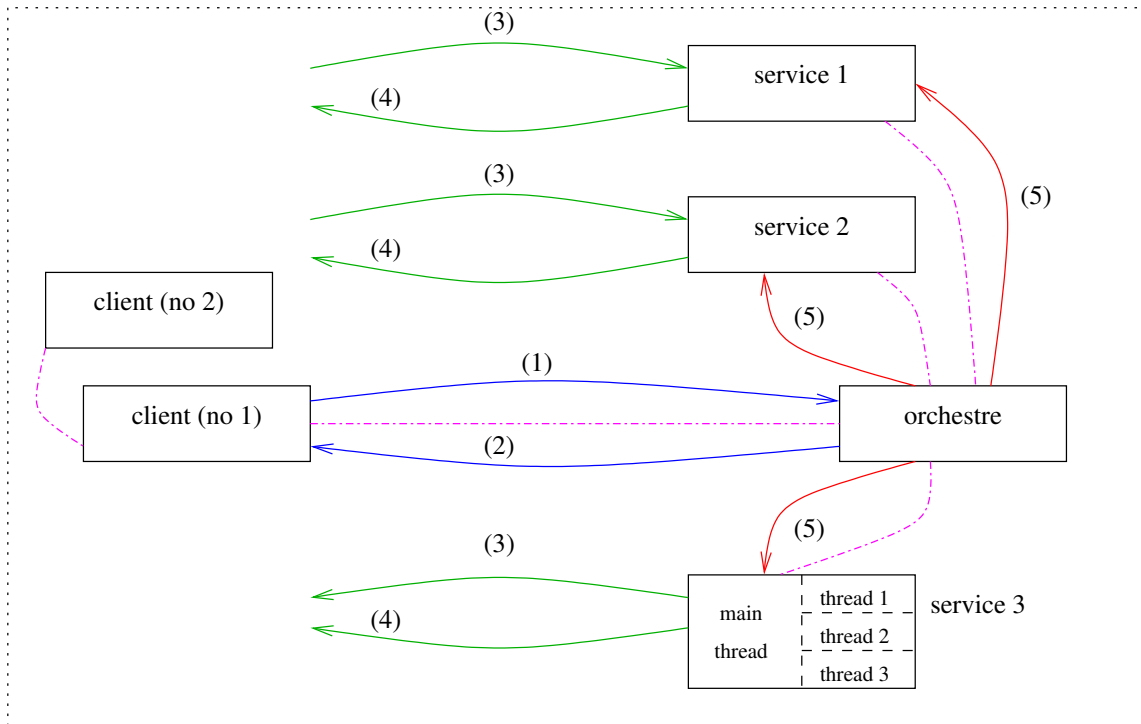 (3)
service 1
(4)
(3)
(5)
service 2
(4)
client (no 2)
(5)
(1)
client (no 1)
orchestre
(2)
(5)
(3)
thread 1
service 3
main
(4)
thread 2
thread
thread 3